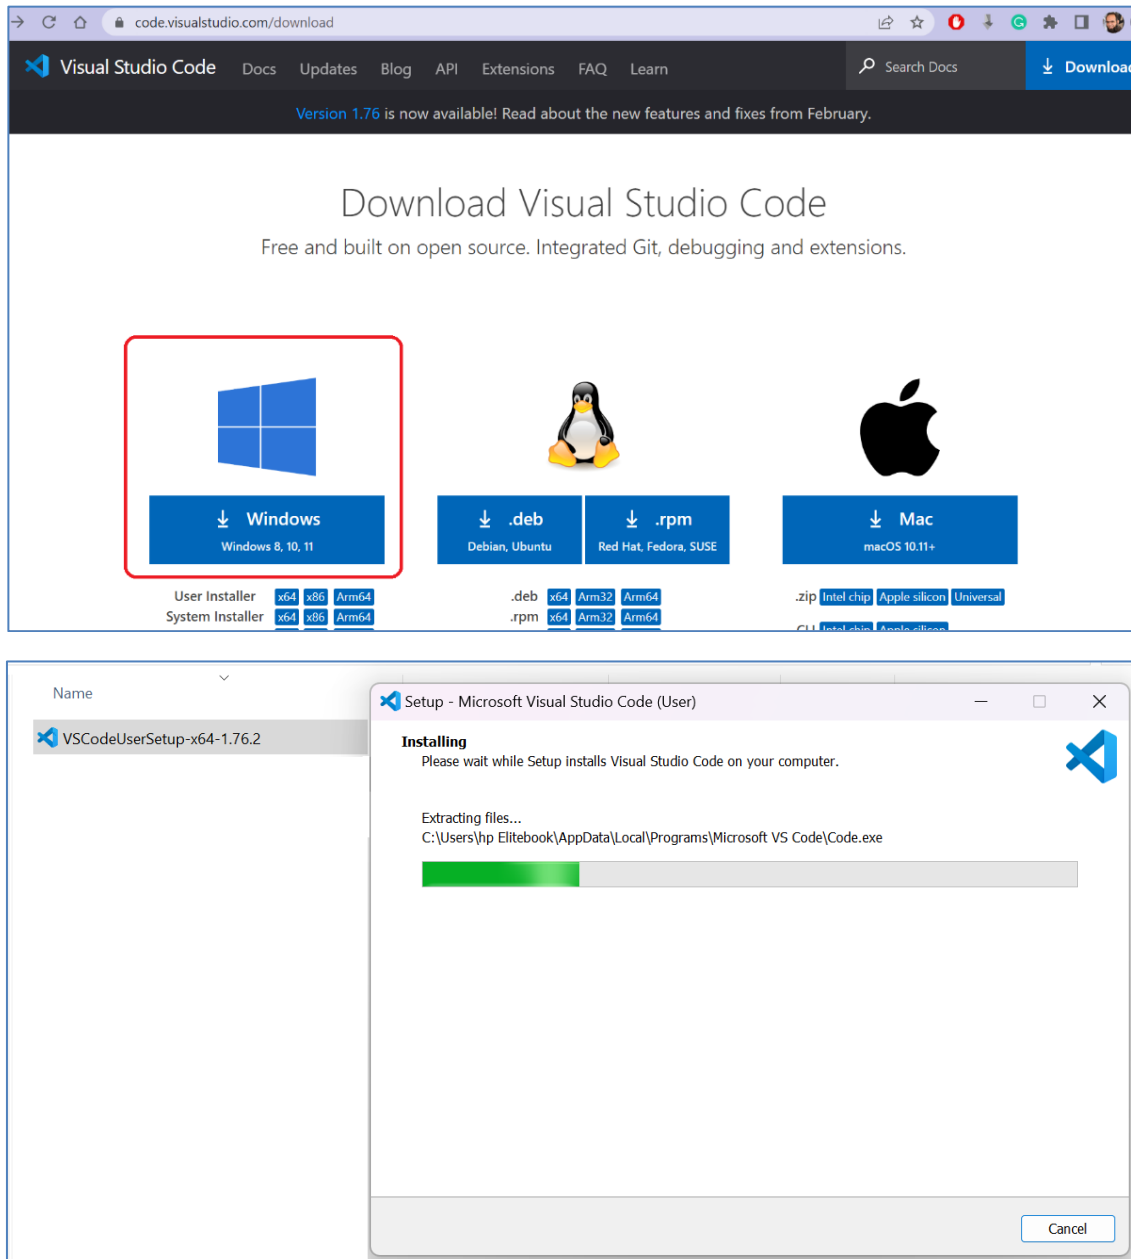 code.visualstudio.com/download
Visual Studio Code Docs Updates Blog API Extensions FAQ Learn Search Docs Download
Version 1.76 is now available! Read about the new features and fixes from February.
Download Visual Studio Code
Free and built on open source. Integrated Git, debugging and extensions.
Windows
Windows 8, 10, 11
.deb
Debian, Ubuntu
.rpm
Red Hat, Fedora, SUSE
Mac
macOS 10.11+
User Installer x64 x86 Arm64
System Installer x64 x86 Arm64
.deb x64 Arm32 Arm64
.rpm x64 Arm32 Arm64
.zip Intel chip Apple silicon Universal
CLI Intel chip Apple silicon
Name
VSCodeUserSetup-x64-1.76.2
Setup - Microsoft Visual Studio Code (User)
Installing
Please wait while Setup installs Visual Studio Code on your computer.
Extracting files...
C:\Users\hp Elitebook\AppData\Local\Programs\Microsoft VS Code\Code.exe
Cancel